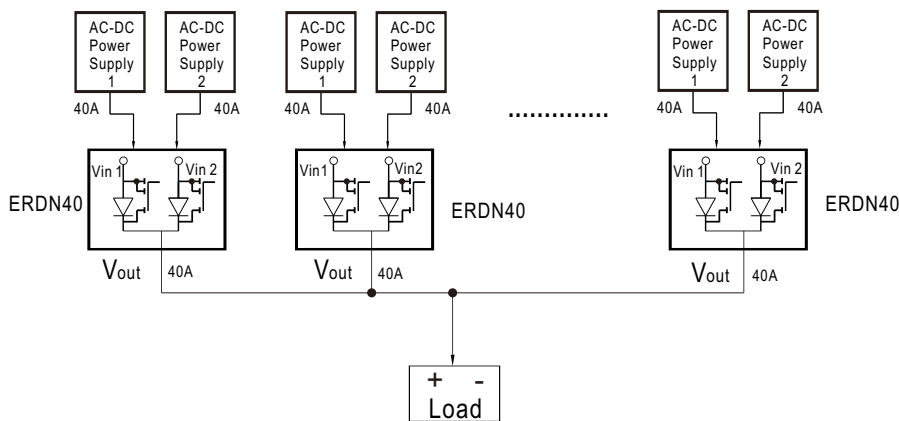 AC-DC
Power
Supply
1
AC-DC
Power
Supply
2
AC-DC
Power
Supply
1
AC-DC
Power
Supply
2
AC-DC
Power
Supply
1
AC-DC
Power
Supply
2
40A
40A
40A
40A
40A
40A
..............
Vin 1
Vin 2
Vin1
Vin2
Vin 1
Vin 2
ERDN40
ERDN40
ERDN40
Vout
40A
Vout
40A
Vout
40A
+ -
Load